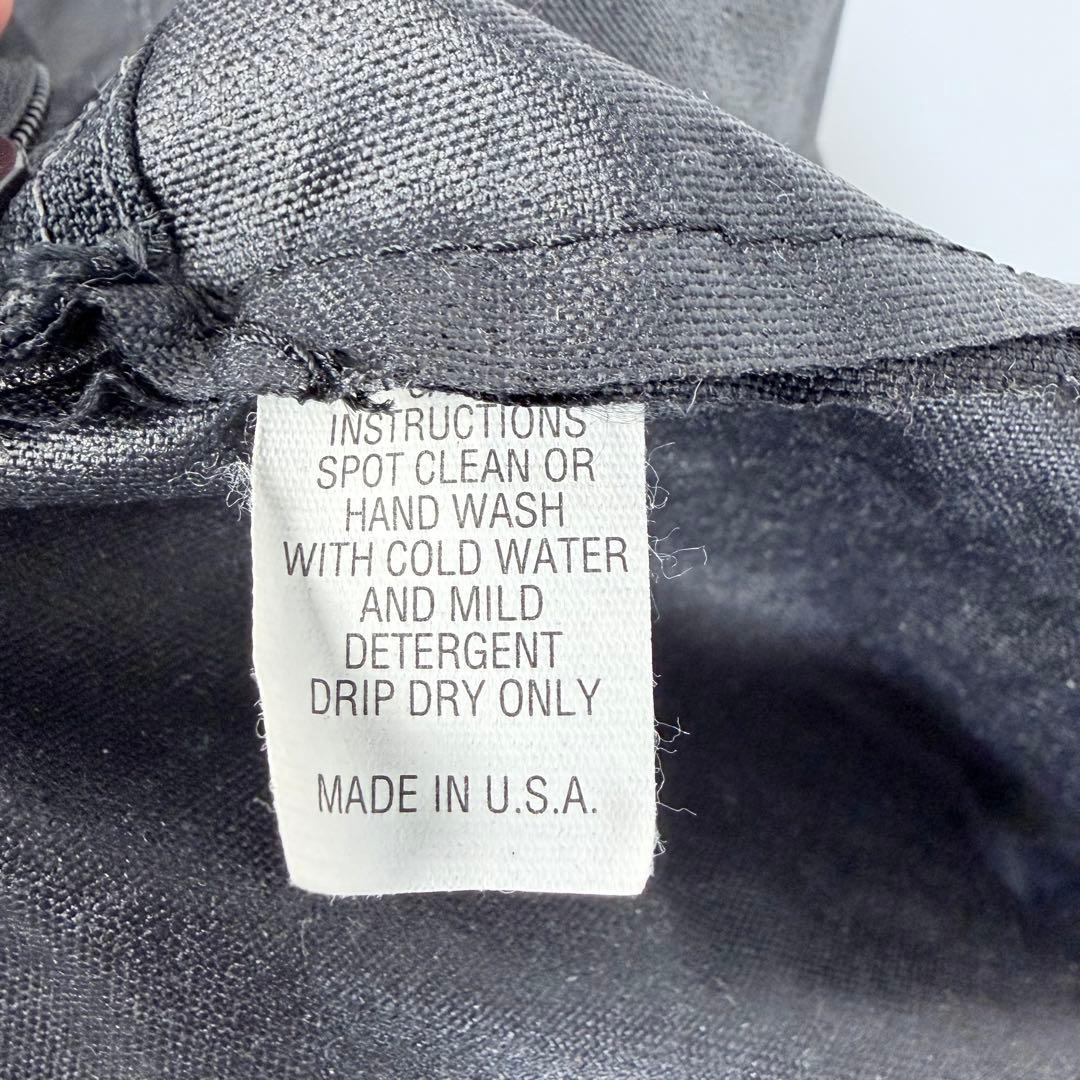 INSTRUCTIONS
SPOT CLEAN OR
HAND WASH
WITH COLD WATER
AND MILD
DETERGENT
DRIP DRY ONLY
MADE IN U.S.A.